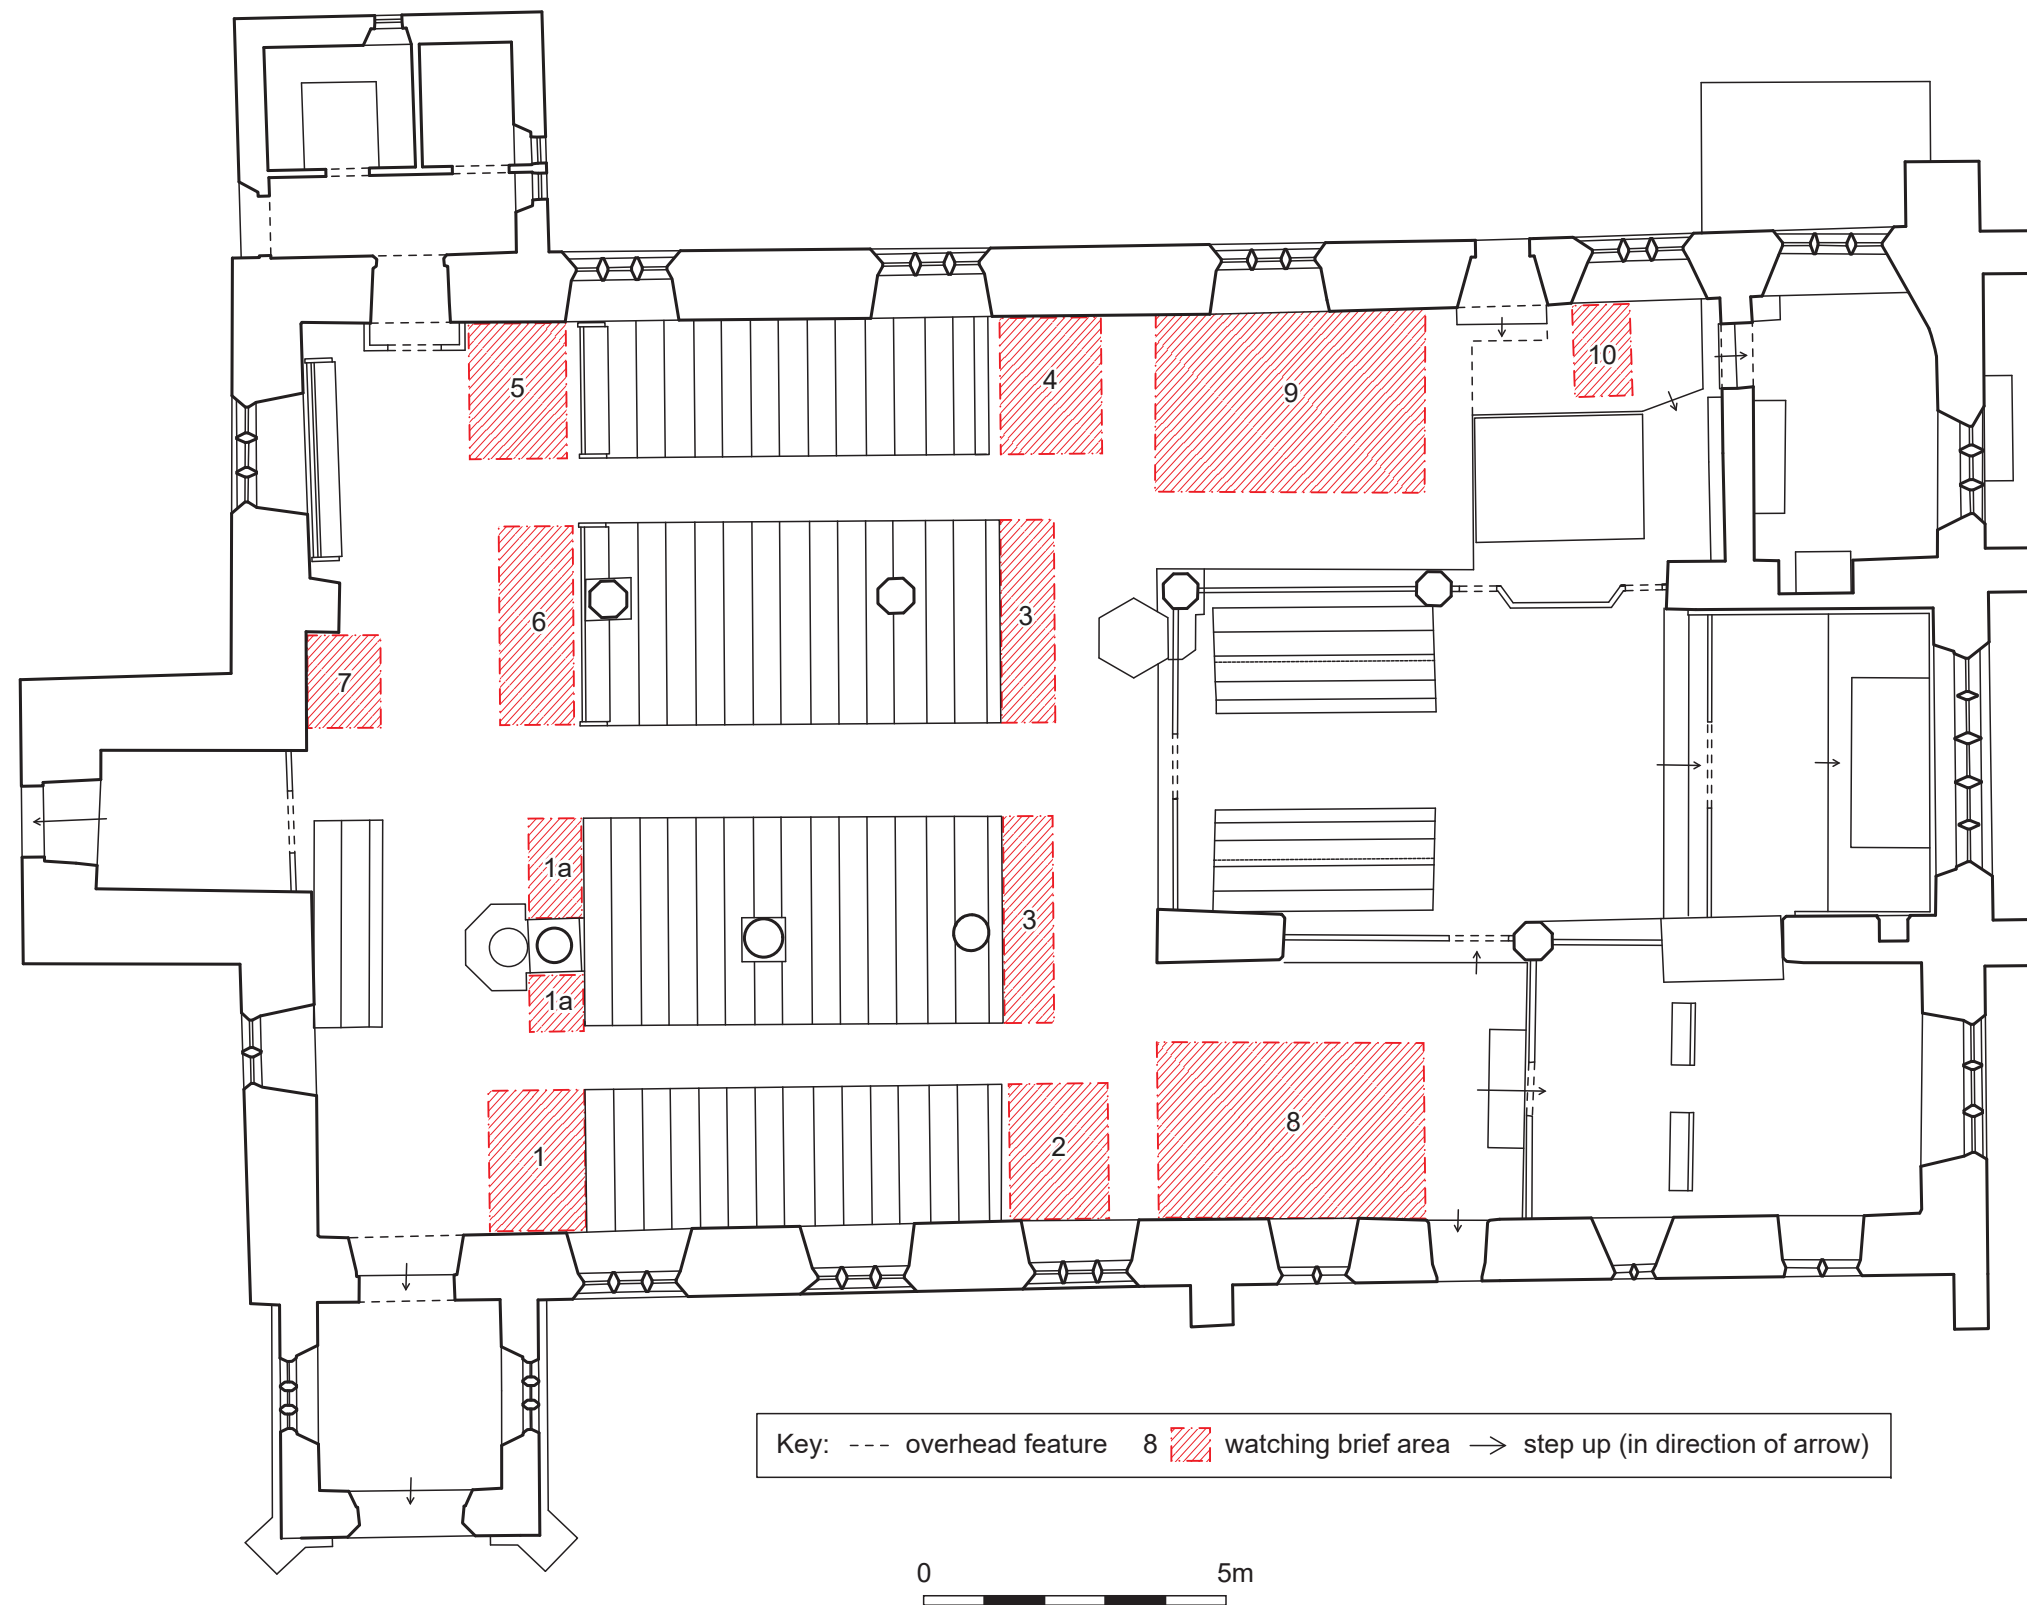 10
5
4
9
6
3
7
1a
3
1a
8
2
1
Key: overhead feature 8 watching brief area step up (in direction of arrow)
0 5m